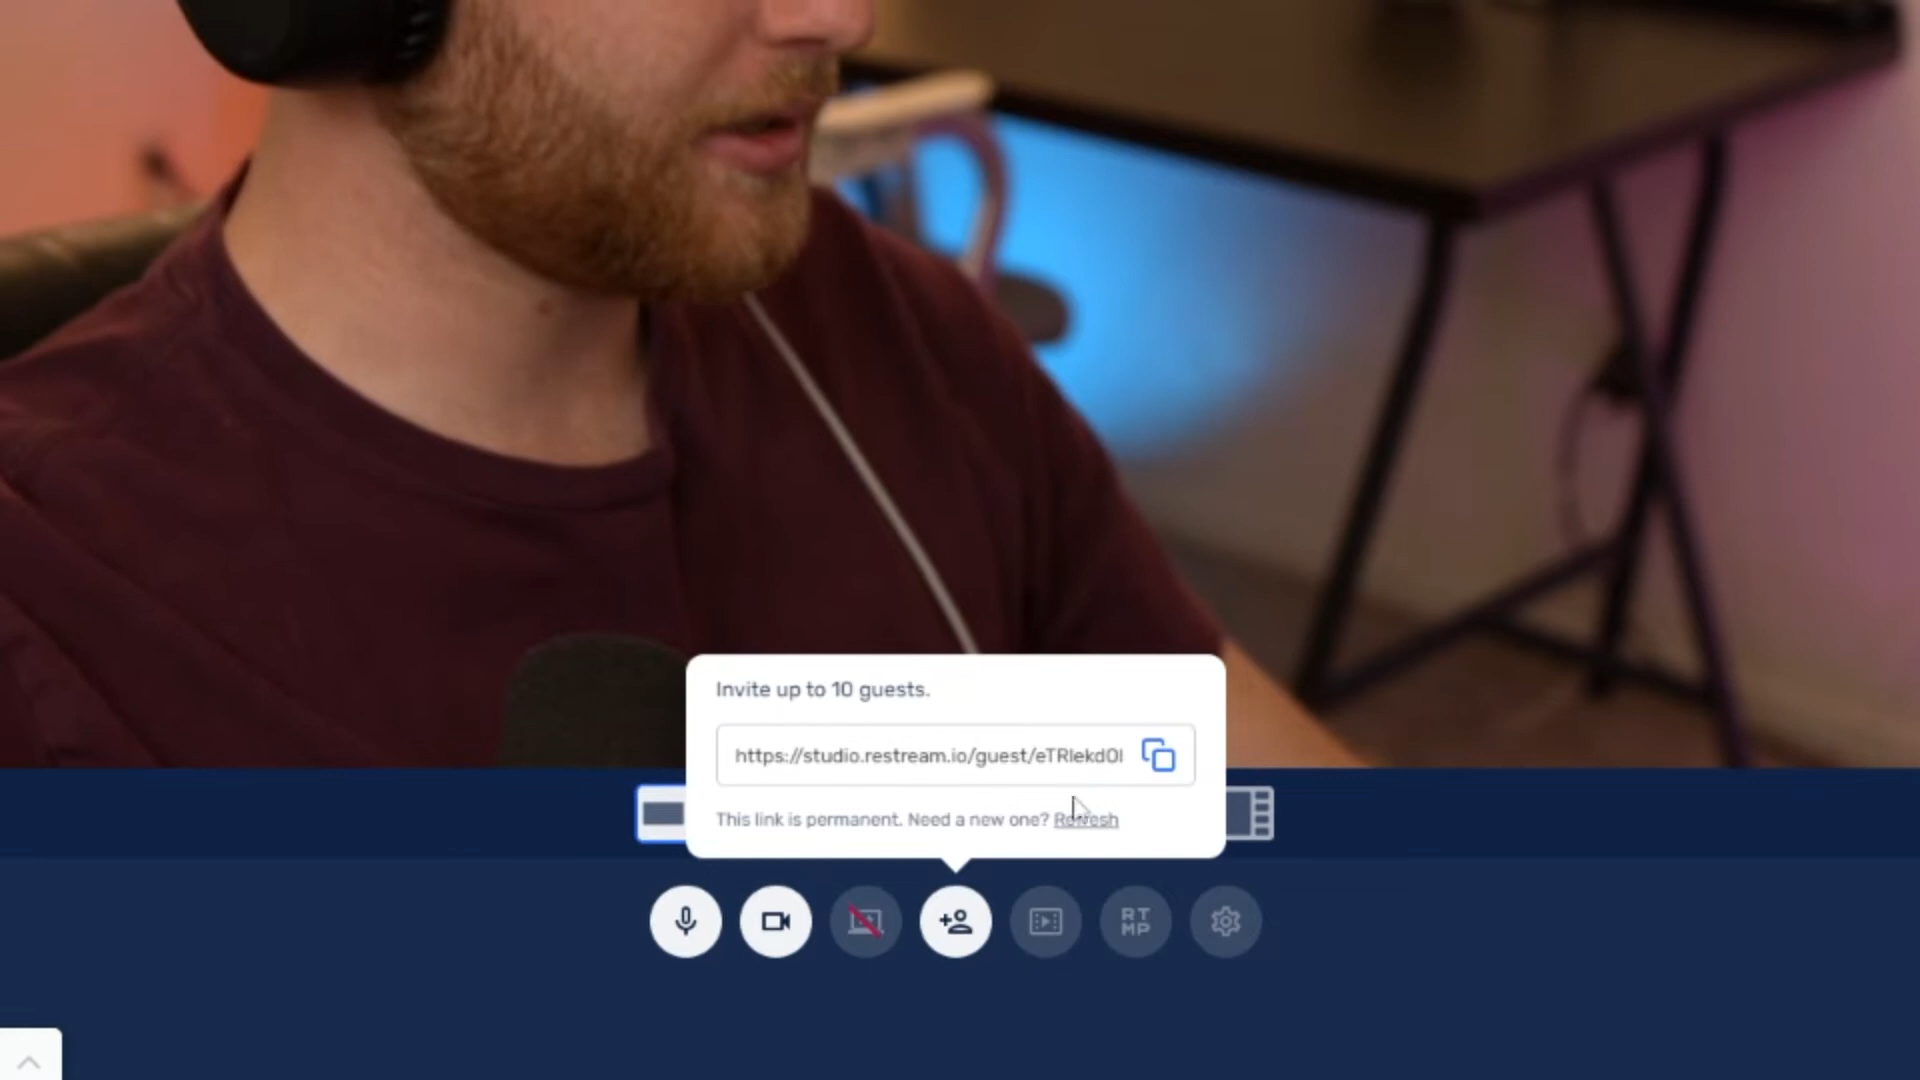 Invite up to 10 guests.
https://studio.restream.io/guest/eTRlekd0l
This link is permanent. Need a new one? Refresh
RT
MP